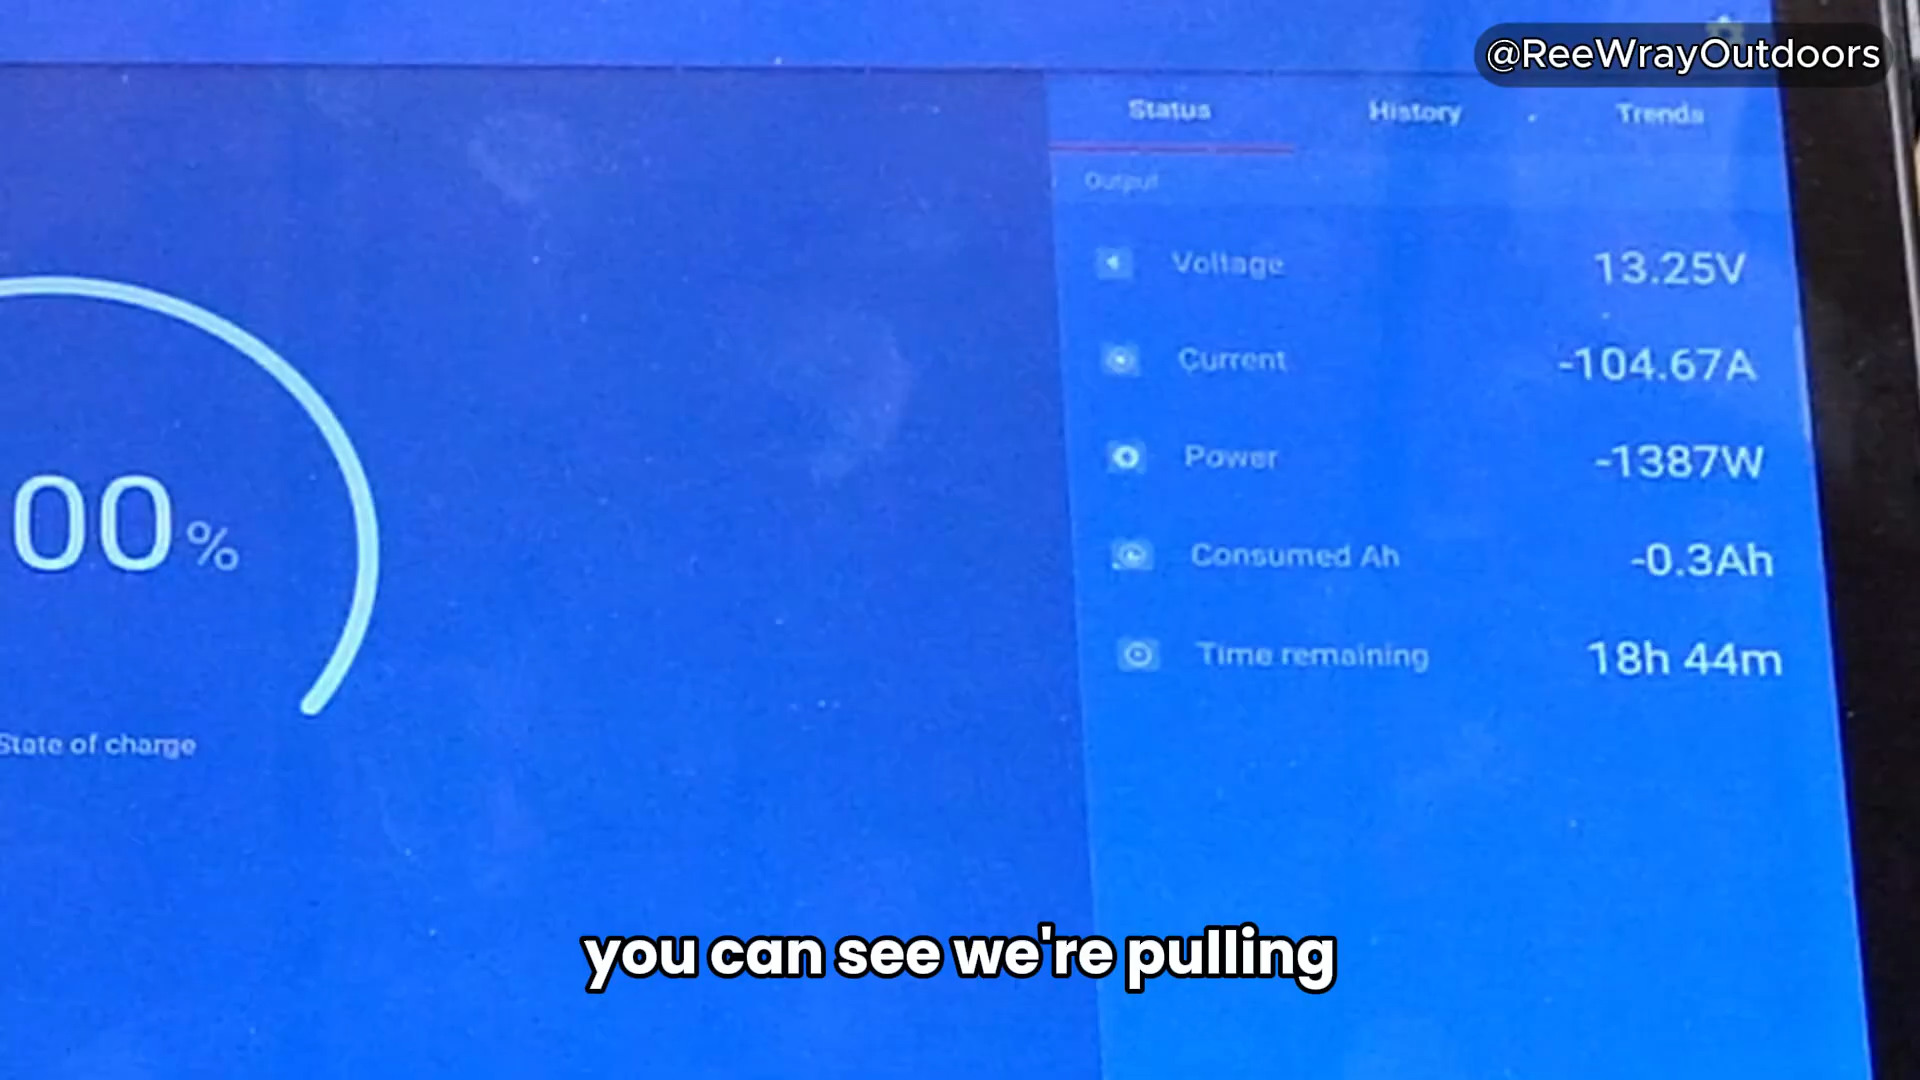 @ReeWrayOutdoors
Status History Trends
Output
Voltage 13.25V
Current -104.67A
00% Power -1387W
Consumed Ah -0.3Ah
Time remaining 18h 44m
State of charge
you can see we're pulling